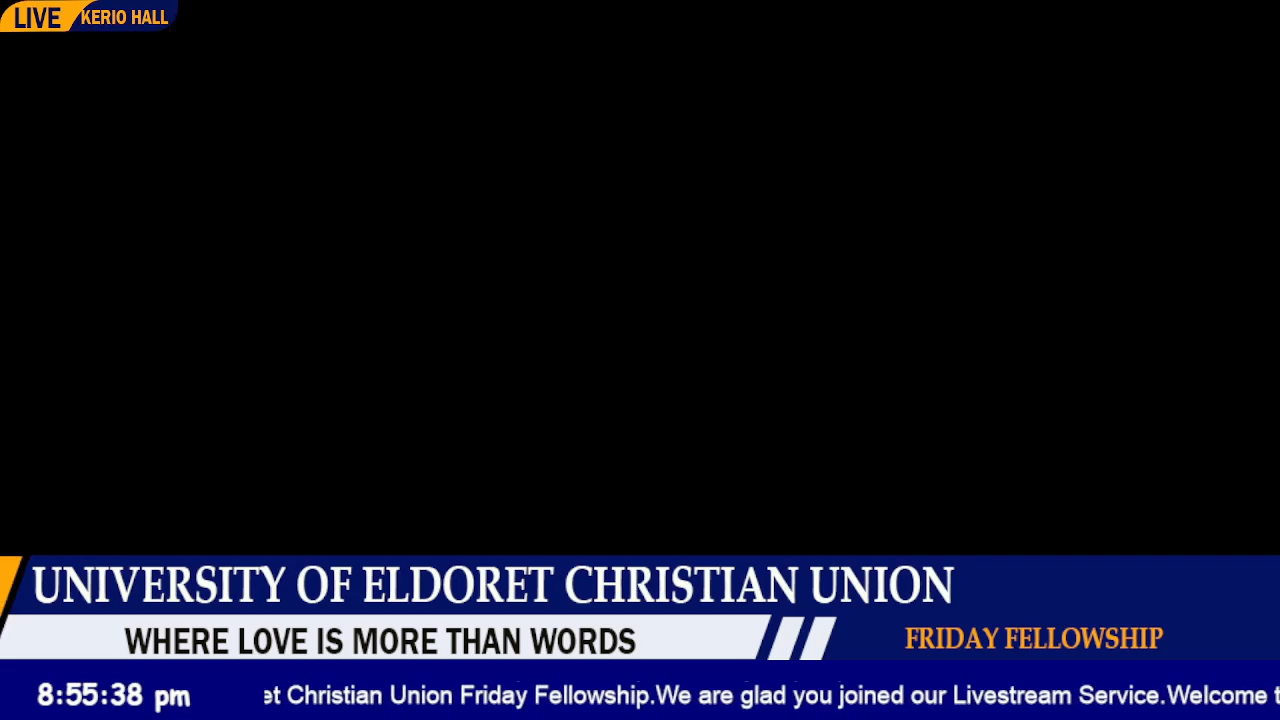 LIVE KERIO HALL
UNIVERSITY OF ELDORET CHRISTIAN UNION
WHERE LOVE IS MORE THAN WORDS
FRIDAY FELLOWSHIP
8:55:38 pm
et Christian Union Friday Fellowship.We are glad you joined our Livestream Service.Welcome t